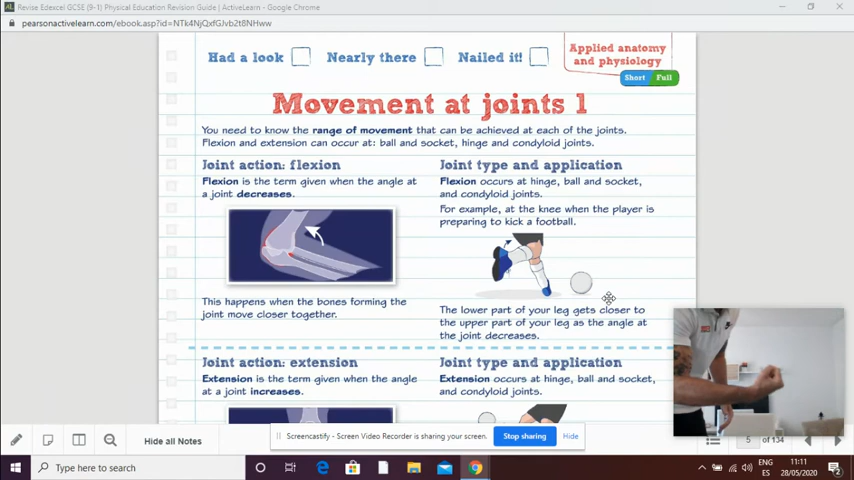 Revise Edexcel GCSE (9-1) Physical Education Revision Guide | ActiveLearn - Google Chrome
pearsonactivelearn.com/ebook.asp?id=NTk4NjQxfGJvb2t8NHww
Had a look
Nearly there
Nailed it!
Applied anatomy
and physiology
Short
Full
Movement at joints 1
You need to know the range of movement that can be achieved at each of the joints.
Flexion and extension can occur at: ball and socket, hinge and condyloid joints.
Joint action: flexion
Flexion is the term given when the angle at
a joint decreases.
This happens when the bones forming the
joint move closer together.
Joint type and application
Flexion occurs at hinge, ball and socket,
and condyloid joints.
For example, at the knee when the player is
preparing to kick a football.
The lower part of your leg gets closer to
the upper part of your leg as the angle at
the joint decreases.
Joint action: extension
Extension is the term given when the angle
at a joint increases.
Joint type and application
Extension occurs at hinge, ball and socket,
and condyloid joints.
Screencastify - Screen Video Recorder is sharing your screen.
Stop sharing
Hide
Hide all Notes
5 of 134
Type here to search
ENG
ES
11:11
28/05/2020
2